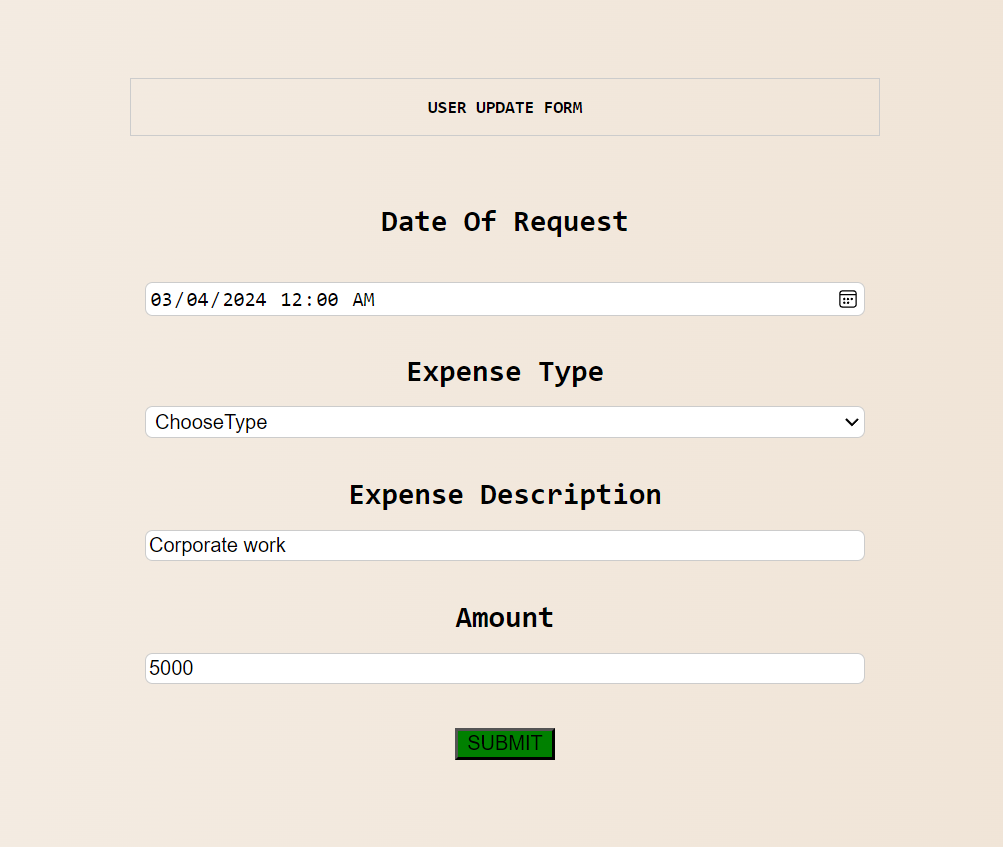 USER UPDATE FORM
Date Of Request
03/04/2024 12:00 AM
Expense Type
ChooseType
Expense Description
Corporate work
Amount
5000
SUBMIT